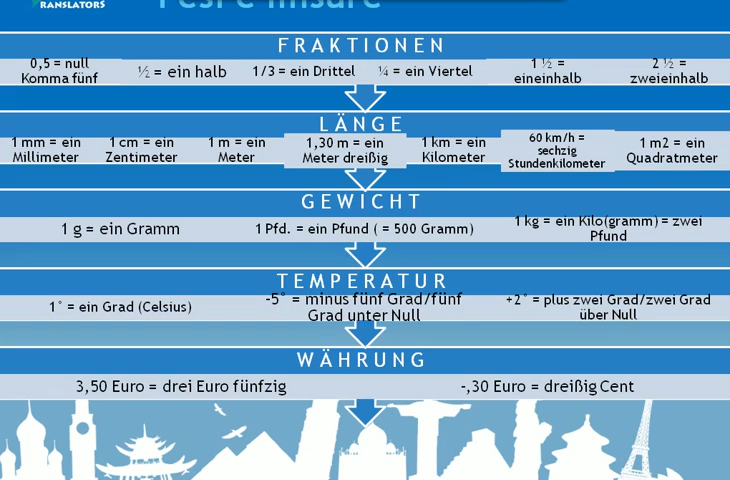 RANSLATORS
FRAKTIONEN
0,5 = null
Komma fünf
½ = ein halb
1/3 = ein Drittel
¼ = ein Viertel
1 ½ =
eineinhalb
2 ½ =
zweieinhalb
LÄNGE
1 mm = ein
Millimeter
1 cm = ein
Zentimeter
1 m = ein
Meter
1,30 m = ein
Meter dreißig
1 km = ein
Kilometer
60 km/h =
sechzig
Stundenkilometer
1 m2 = ein
Quadratmeter
GEWICHT
1 g = ein Gramm
1 Pfd. = ein Pfund ( = 500 Gramm)
1 kg = ein Kilo(gramm) = zwei
Pfund
TEMPERATUR
1° = ein Grad (Celsius)
-5° = minus fünf Grad/fünf
Grad unter Null
+2° = plus zwei Grad/zwei Grad
über Null
WÄHRUNG
3,50 Euro = drei Euro fünfzig
-,30 Euro = dreißig Cent